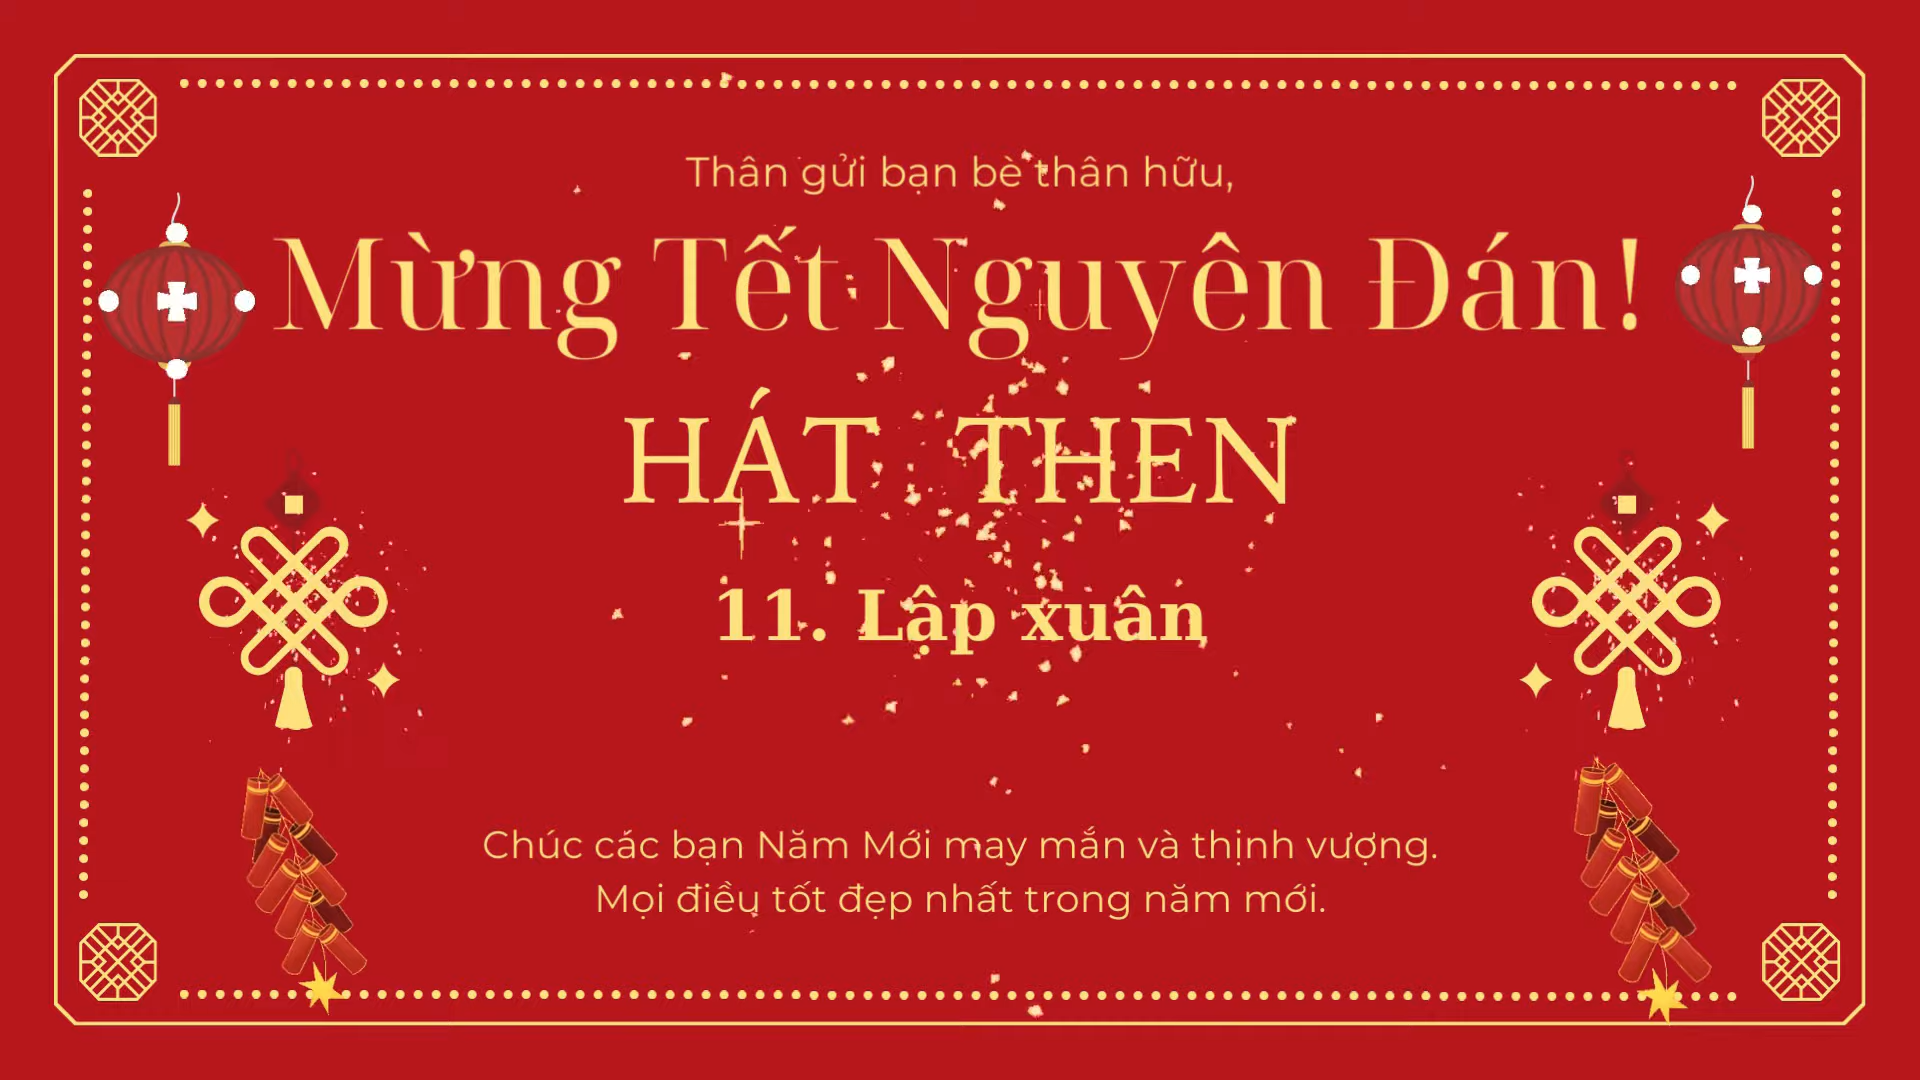 Thân gửi bạn bè thân hữu,
Mừng Tết Nguyên Đán!
HÁT THEN
11. Lập xuân
Chúc các bạn Năm Mới may mắn và thịnh vượng.
Mọi điều tốt đẹp nhất trong năm mới.